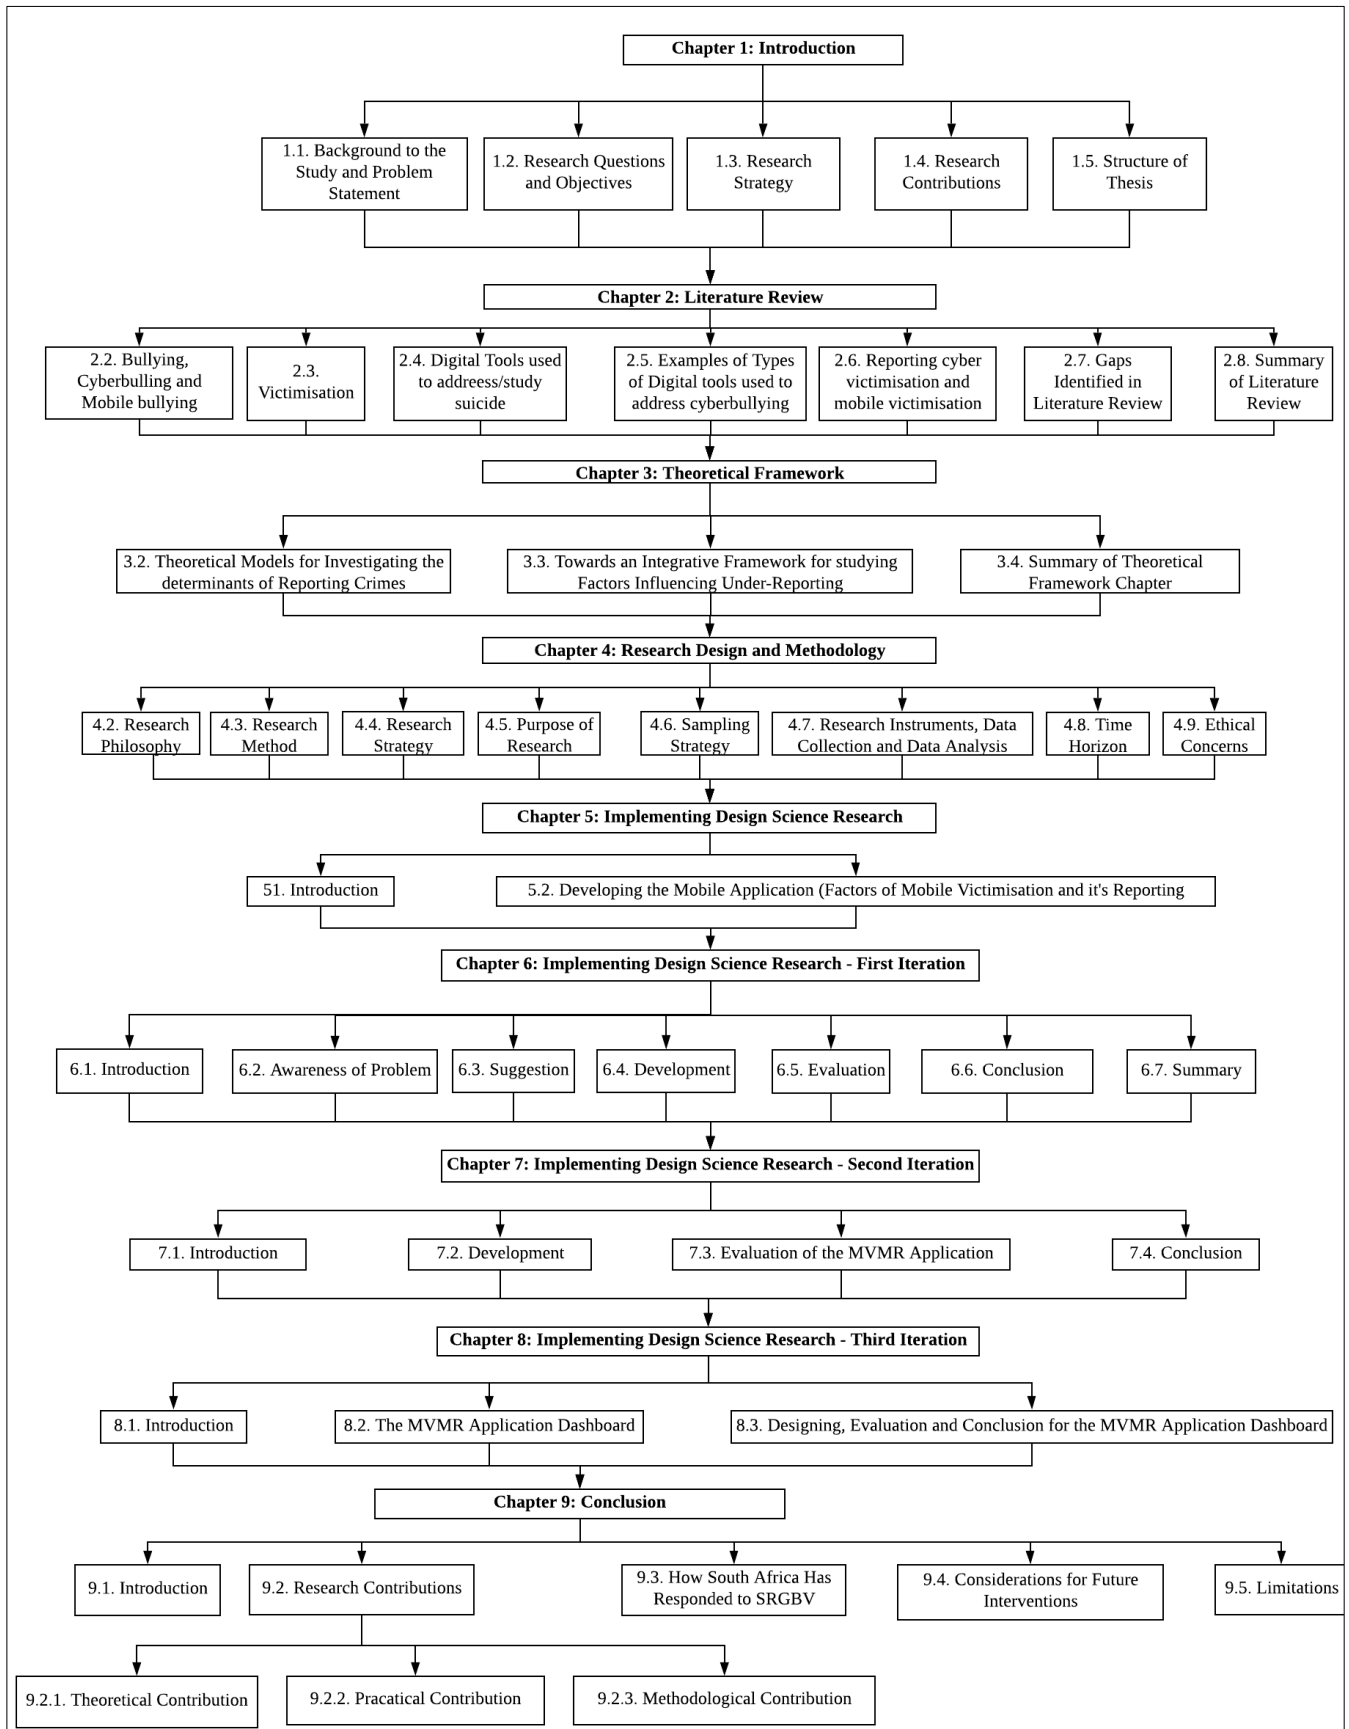 Chapter 1: Introduction
1.1. Background to the
Study and Problem
Statement
1.2. Research Questions
and Objectives
1.3. Research
Strategy
1.4. Research
Contributions
1.5. Structure of
Thesis
Chapter 2: Literature Review
2.2. Bullying,
Cyberbulling and
Mobile bullying
2.3.
Victimisation
2.4. Digital Tools used
to addreess/study
suicide
2.5. Examples of Types
of Digital tools used to
address cyberbullying
2.6. Reporting cyber
victimisation and
mobile victimisation
2.7. Gaps
Identified in
Literature Review
2.8. Summary
of Literature
Review
Chapter 3: Theoretical Framework
3.2. Theoretical Models for Investigating the
determinants of Reporting Crimes
3.3. Towards an Integrative Framework for studying
Factors Influencing Under-Reporting
3.4. Summary of Theoretical
Framework Chapter
Chapter 4: Research Design and Methodology
4.2. Research
Philosophy
4.3. Research
Method
4.4. Research
Strategy
4.5. Purpose of
Research
4.6. Sampling
Strategy
4.7. Research Instruments, Data
Collection and Data Analysis
4.8. Time
Horizon
4.9. Ethical
Concerns
Chapter 5: Implementing Design Science Research
51. Introduction
5.2. Developing the Mobile Application (Factors of Mobile Victimisation and it's Reporting
Chapter 6: Implementing Design Science Research - First Iteration
6.1. Introduction
6.2. Awareness of Problem
6.3. Suggestion
6.4. Development
6.5. Evaluation
6.6. Conclusion
6.7. Summary
Chapter 7: Implementing Design Science Research - Second Iteration
7.1. Introduction
7.2. Development
7.3. Evaluation of the MVMR Application
7.4. Conclusion
Chapter 8: Implementing Design Science Research - Third Iteration
8.1. Introduction
8.2. The MVMR Application Dashboard
8.3. Designing, Evaluation and Conclusion for the MVMR Application Dashboard
Chapter 9: Conclusion
9.1. Introduction
9.2. Research Contributions
9.3. How South Africa Has
Responded to SRGBV
9.4. Considerations for Future
Interventions
9.5. Limitations
9.2.1. Theoretical Contribution
9.2.2. Pracatical Contribution
9.2.3. Methodological Contribution